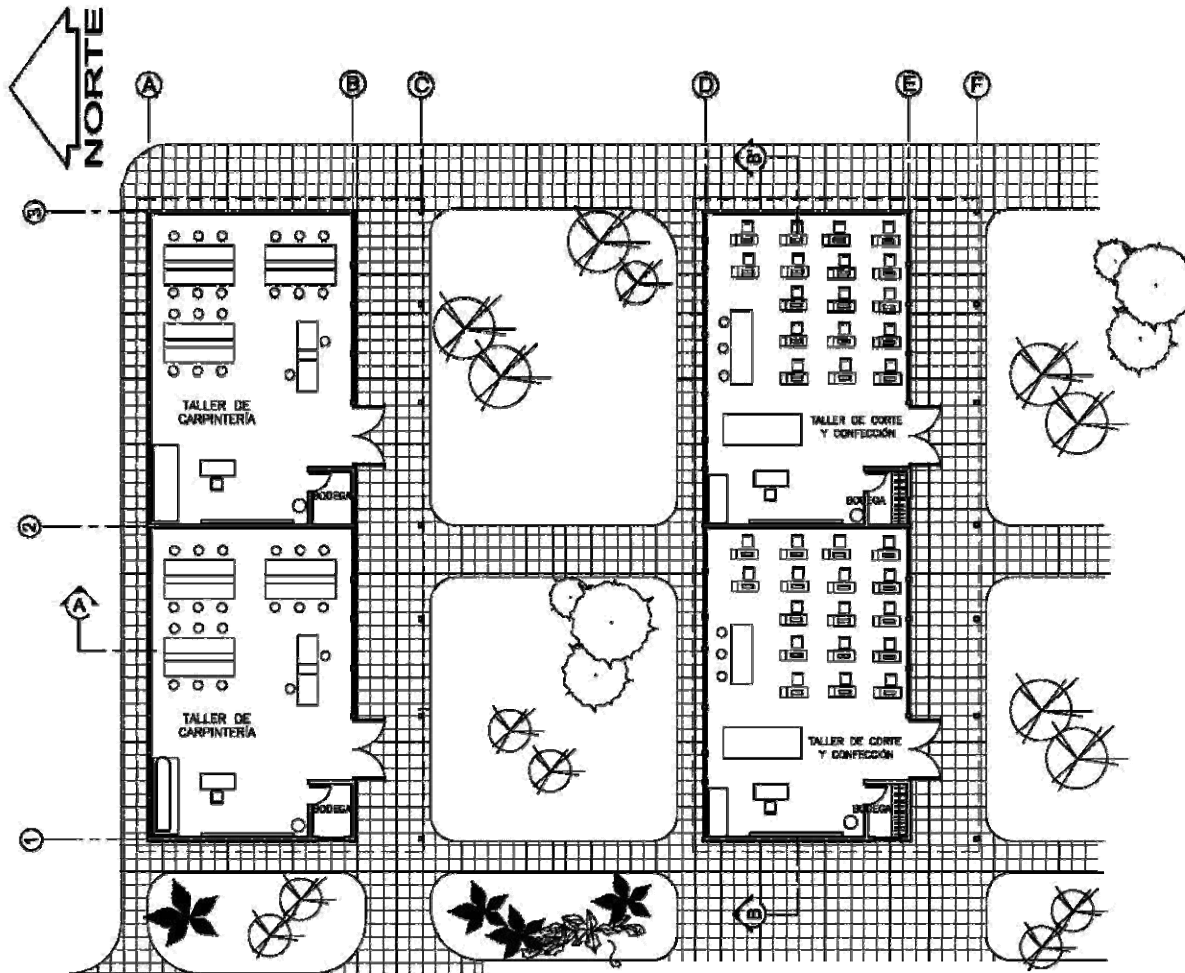 NORTE
A
B
C
D
E
F
B'
3
TALLER DE
CARPINTERÍA
BODEGA
TALLER DE CORTE
Y CONFECCIÓN
BODEGA
2
A
TALLER DE
CARPINTERÍA
BODEGA
TALLER DE CORTE
Y CONFECCIÓN
BODEGA
1
B